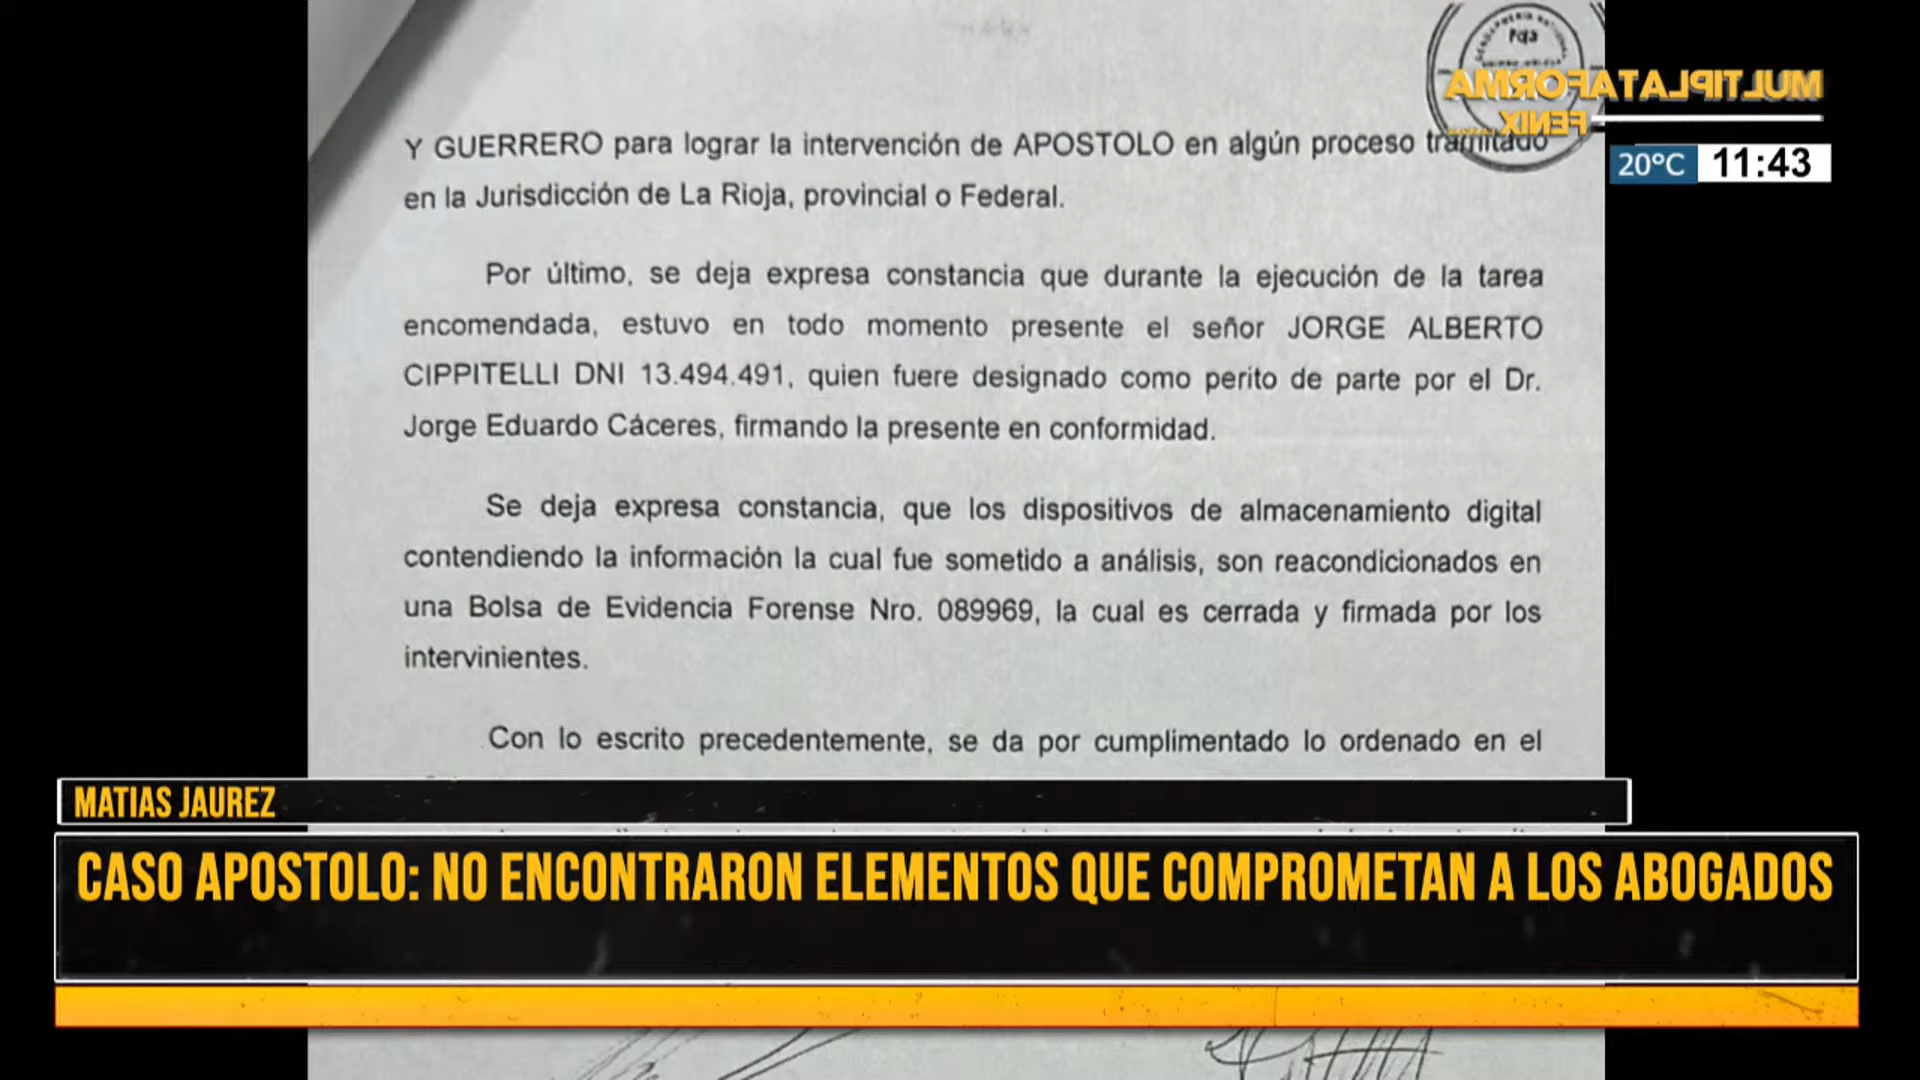 Y GUERRERO para lograr la intervención de APOSTOLO en algún proceso tramitado
en la Jurisdicción de La Rioja, provincial o Federal.
Por último, se deja expresa constancia que durante la ejecución de la tarea
encomendada, estuvo en todo momento presente el señor JORGE ALBERTO
CIPPITELLI DNI 13.494.491, quien fuere designado como perito de parte por el Dr.
Jorge Eduardo Cáceres, firmando la presente en conformidad.
Se deja expresa constancia, que los dispositivos de almacenamiento digital
contendiendo la información la cual fue sometido a análisis, son reacondicionados en
una Bolsa de Evidencia Forense Nro. 089969, la cual es cerrada y firmada por los
intervinientes.
Con lo escrito precedentemente, se da por cumplimentado lo ordenado en el
MULTIPLATAFORMA
FENIX
20°C 11:43
MATIAS JAUREZ
CASO APOSTOLO: NO ENCONTRARON ELEMENTOS QUE COMPROMETAN A LOS ABOGADOS